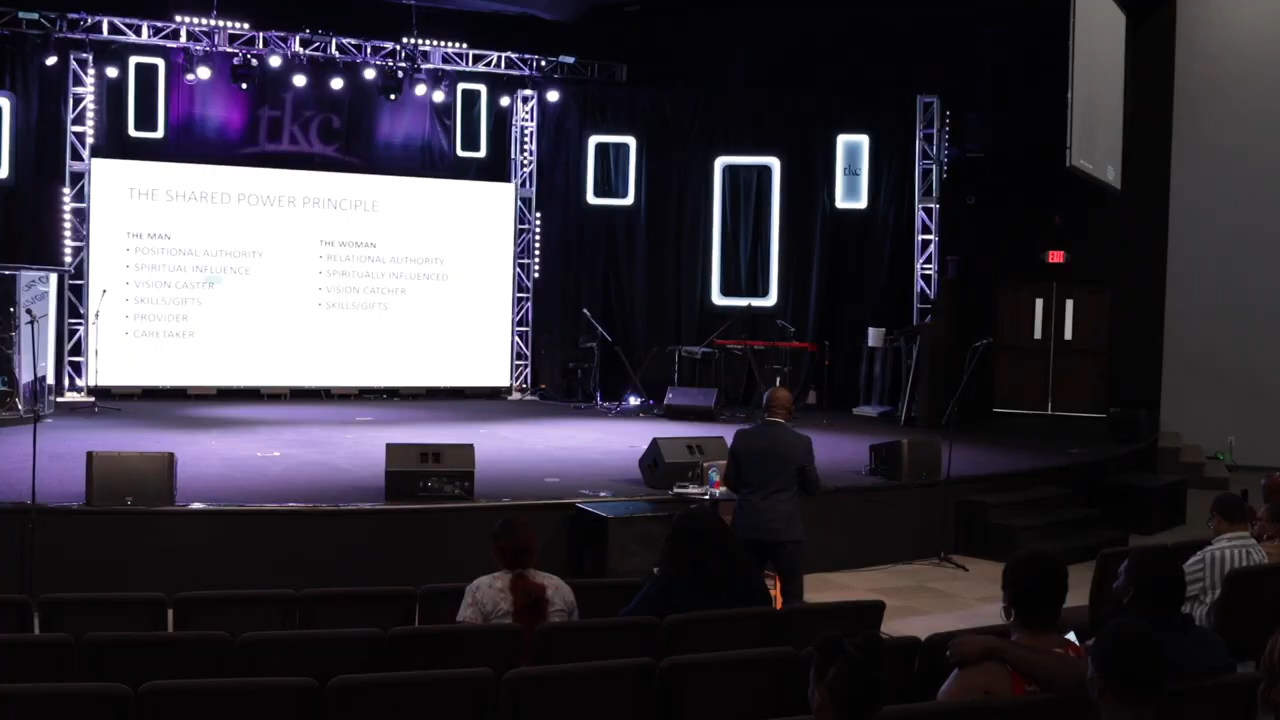 tkc
tkc
THE SHARED POWER PRINCIPLE
THE MAN
• POSITIONAL AUTHORITY
• SPIRITUAL INFLUENCE
• VISION CASTER
• SKILLS/GIFTS
• PROVIDER
• CARETAKER
THE WOMAN
• RELATIONAL AUTHORITY
• SPIRITUALLY INFLUENCED
• VISION CATCHER
• SKILLS/GIFTS
EXIT